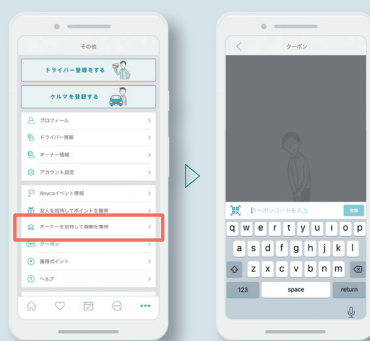 その他
ドライバー登録をする
クルマを登録する
プロフィール
ドライバー情報
オーナー情報
アカウント設定
Anycaイベント情報
友人を招待してポイントを獲得
オーナーを招待して報酬を獲得
クーポン
獲得ポイント
ヘルプ
クーポン
クーポンコードを入力
q w e r t y u i o p
a s d f g h j k l
z x c v b n m
123 space return